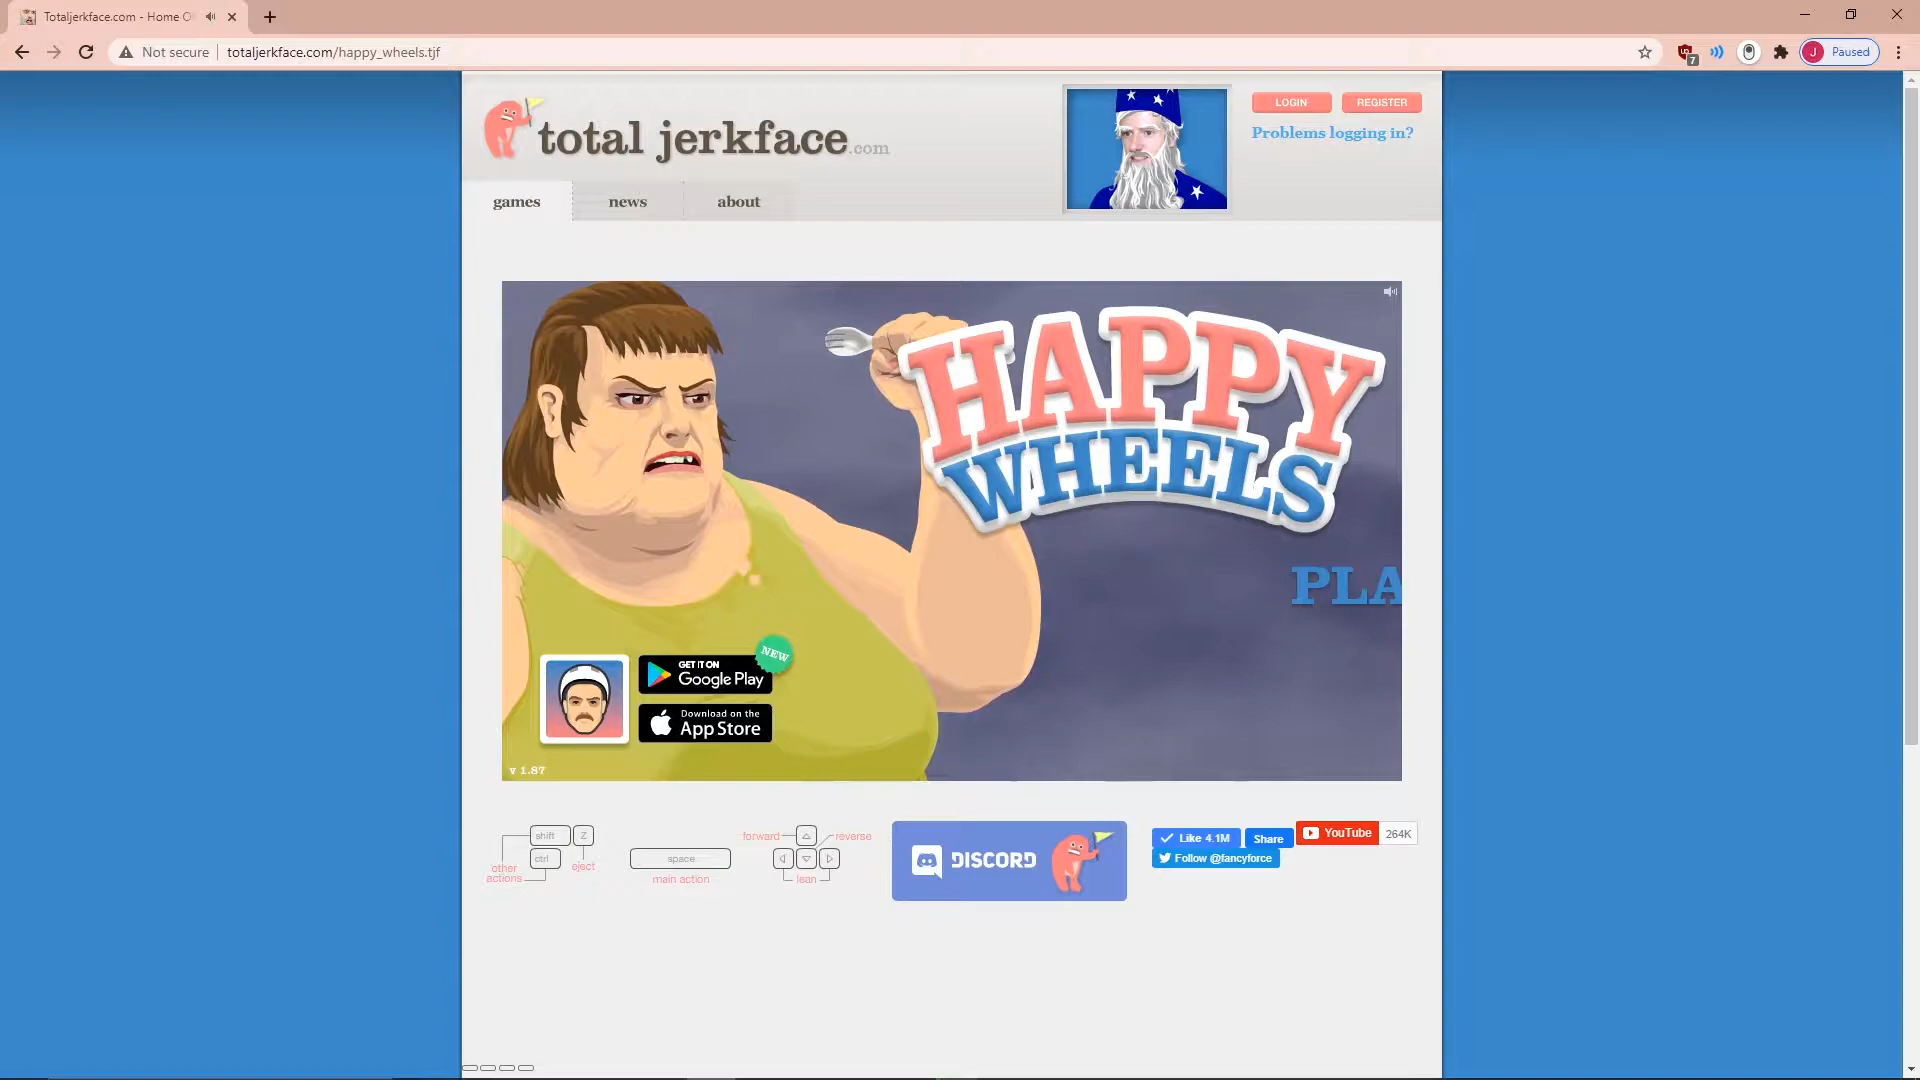 Totaljerkface.com - Home O
Not secure
totaljerkface.com/happy_wheels.tjf
7
J
Paused
total jerkface.com
LOGIN
REGISTER
Problems logging in?
games
news
about
HAPPY
WHEELS
PLA
NEW
GET IT ON
Google Play
Download on the
App Store
v 1.87
shift
Z
ctrl
eject
other
actions
space
main action
forward
reverse
lean
DISCORD
Like 4.1M
Share
YouTube
264K
Follow @fancyforce